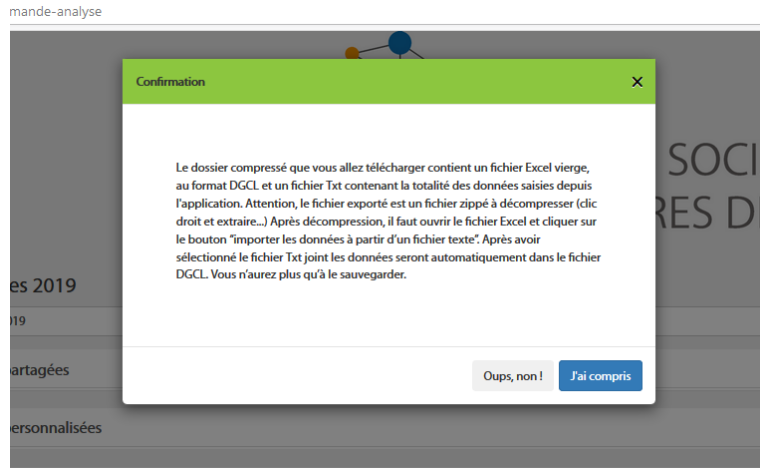 mande-analyse
Confirmation
×
SOCI
RES D
Le dossier compressé que vous allez télécharger contient un fichier Excel vierge,
au format DGCL et un fichier Txt contenant la totalité des données saisies depuis
l'application. Attention, le fichier exporté est un fichier zippé à décompresser (clic
droit et extraire...) Après décompression, il faut ouvrir le fichier Excel et cliquer sur
le bouton "importer les données à partir d'un fichier texte". Après avoir
sélectionné le fichier Txt joint les données seront automatiquement dans le fichier
DGCL. Vous n'aurez plus qu'à le sauvegarder.
es 2019
019
artagées
Oups, non !
J'ai compris
ersonnalisées